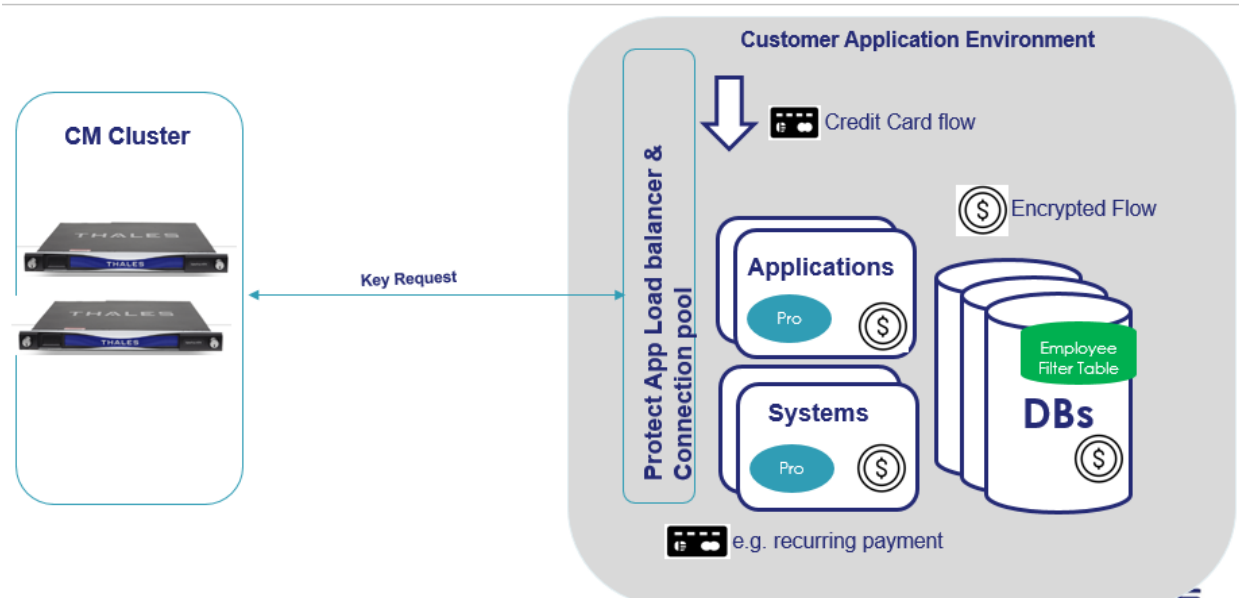 Customer Application Environment
CM Cluster
THALES
THALES
THALES
THALES
Key Request
Protect App Load balancer &
Connection pool
Credit Card flow
$
Encrypted Flow
Applications
Pro
$
Systems
Pro
$
Employee
Filter Table
DBs
$
e.g. recurring payment